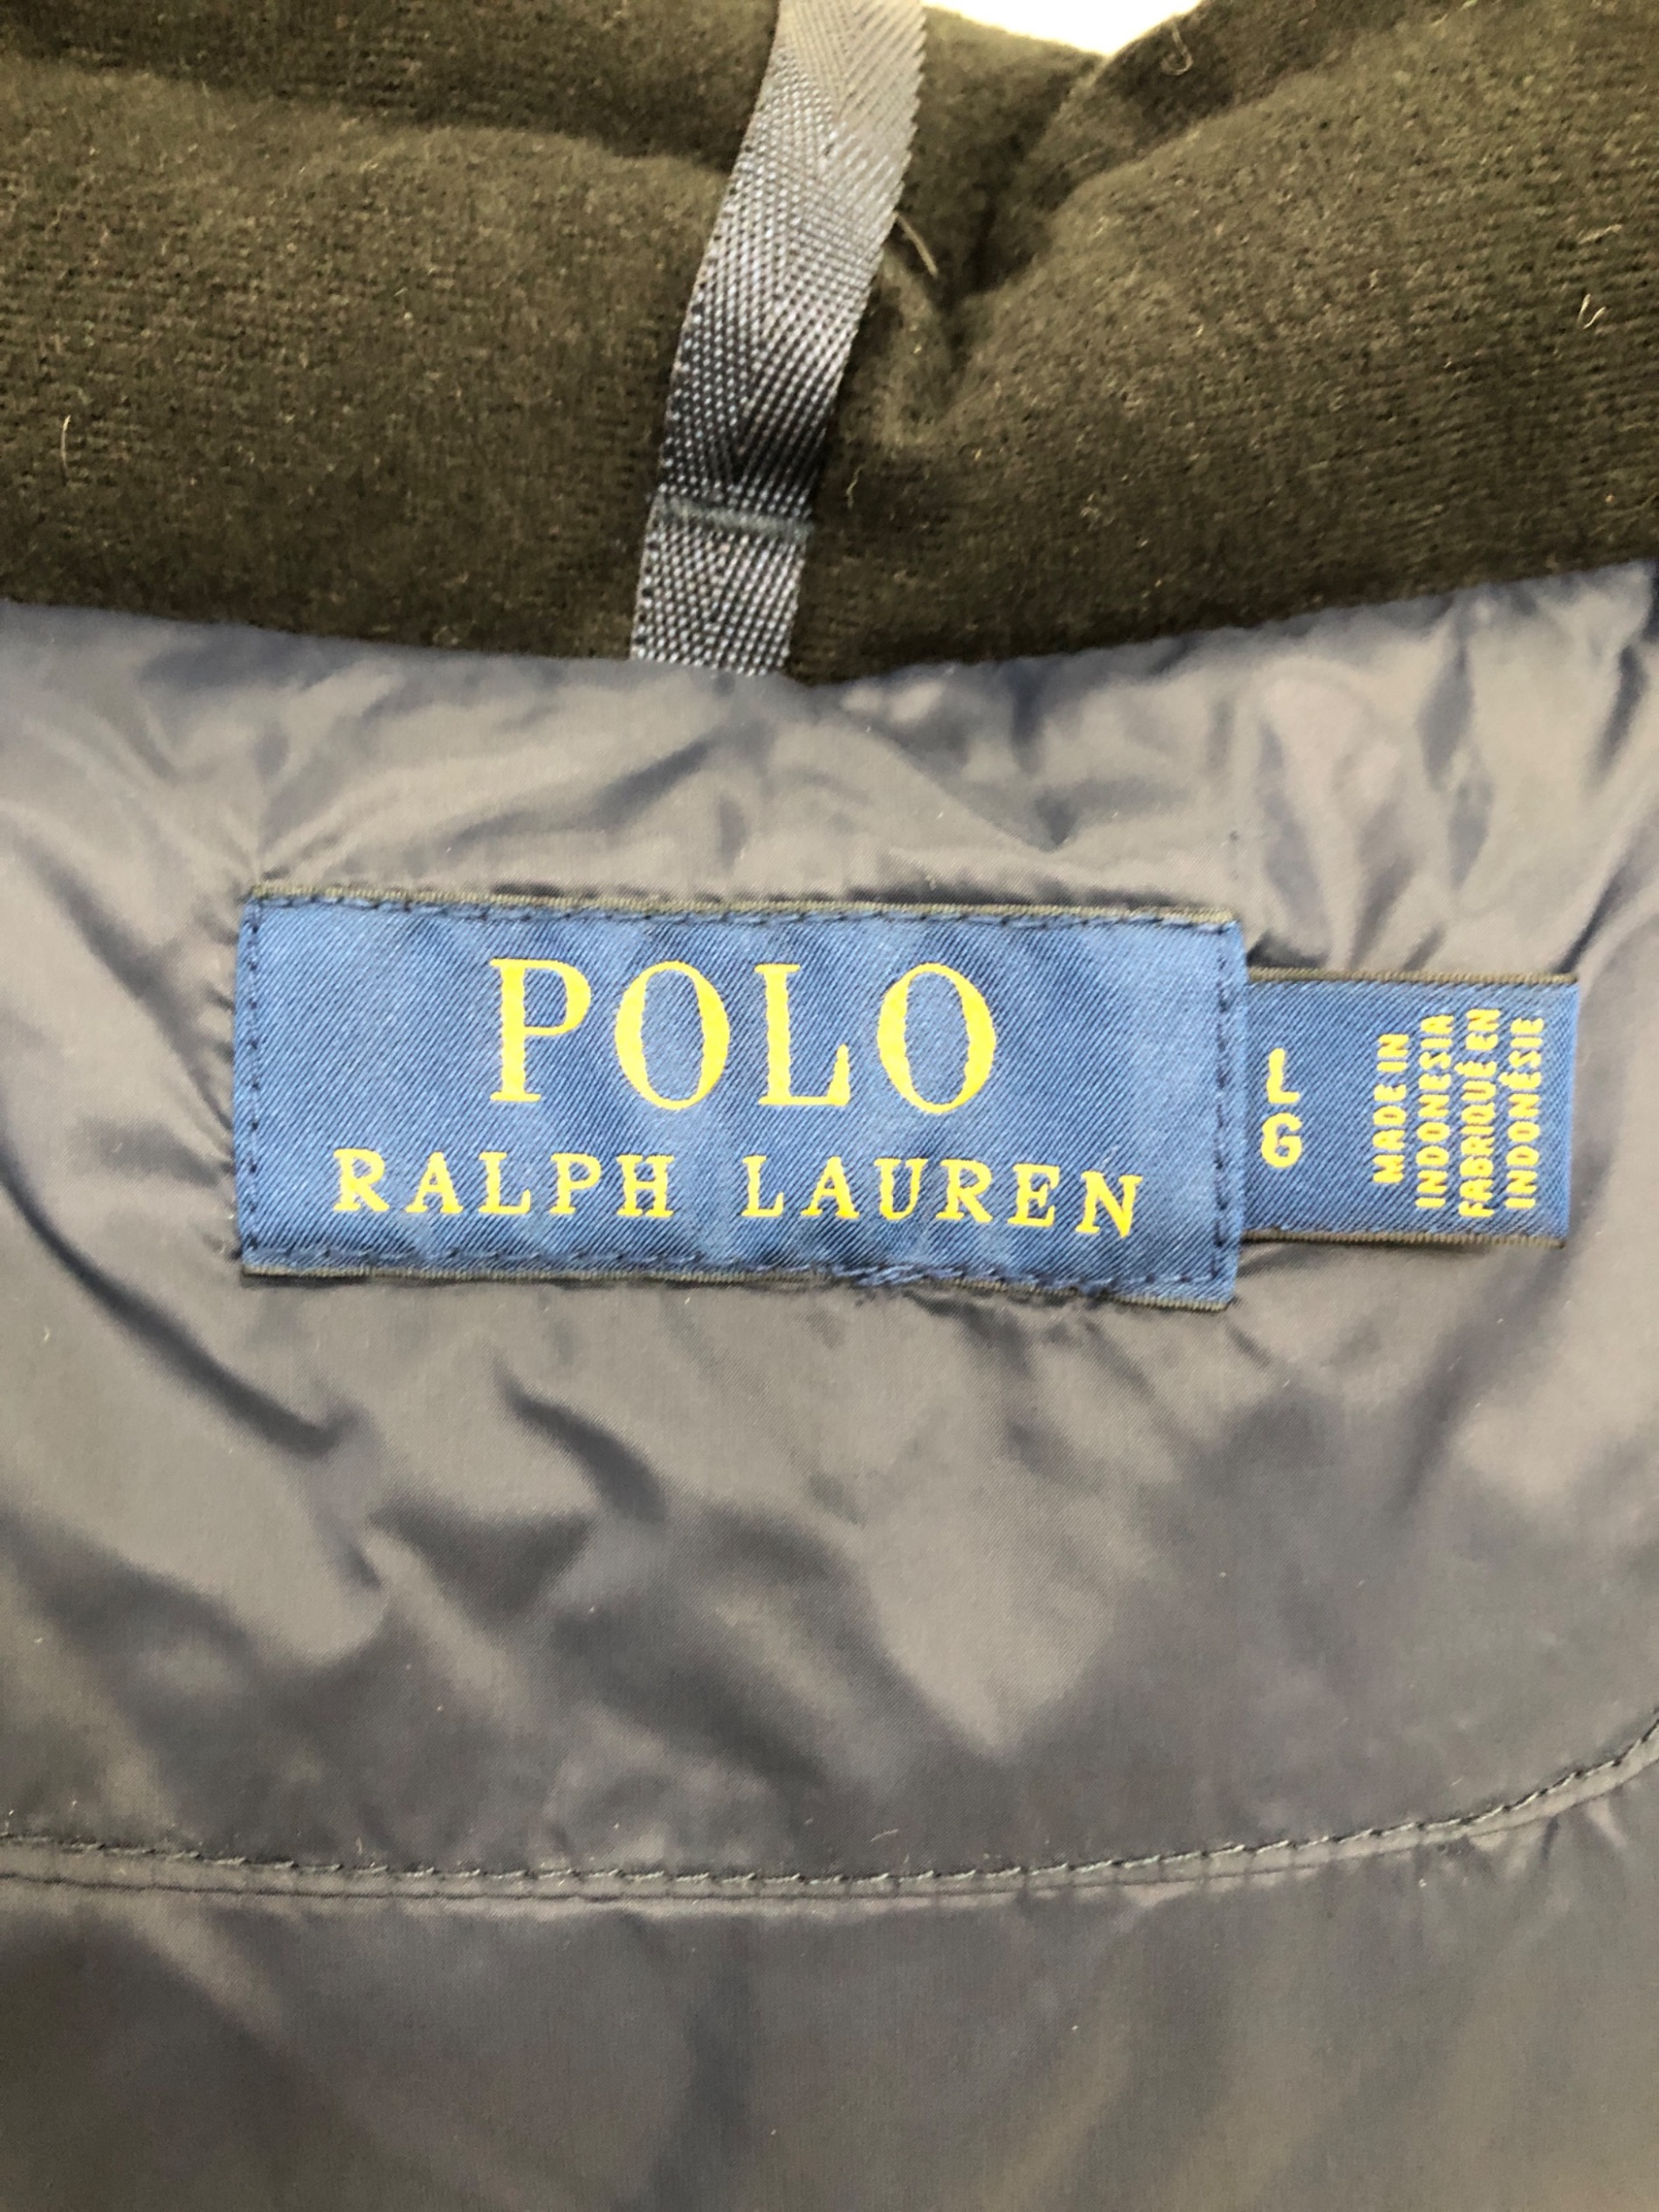 POLO
RALPH LAUREN
L
G
MADE IN
INDONESIA
FABRIQUÉ EN
INDONÉSIE